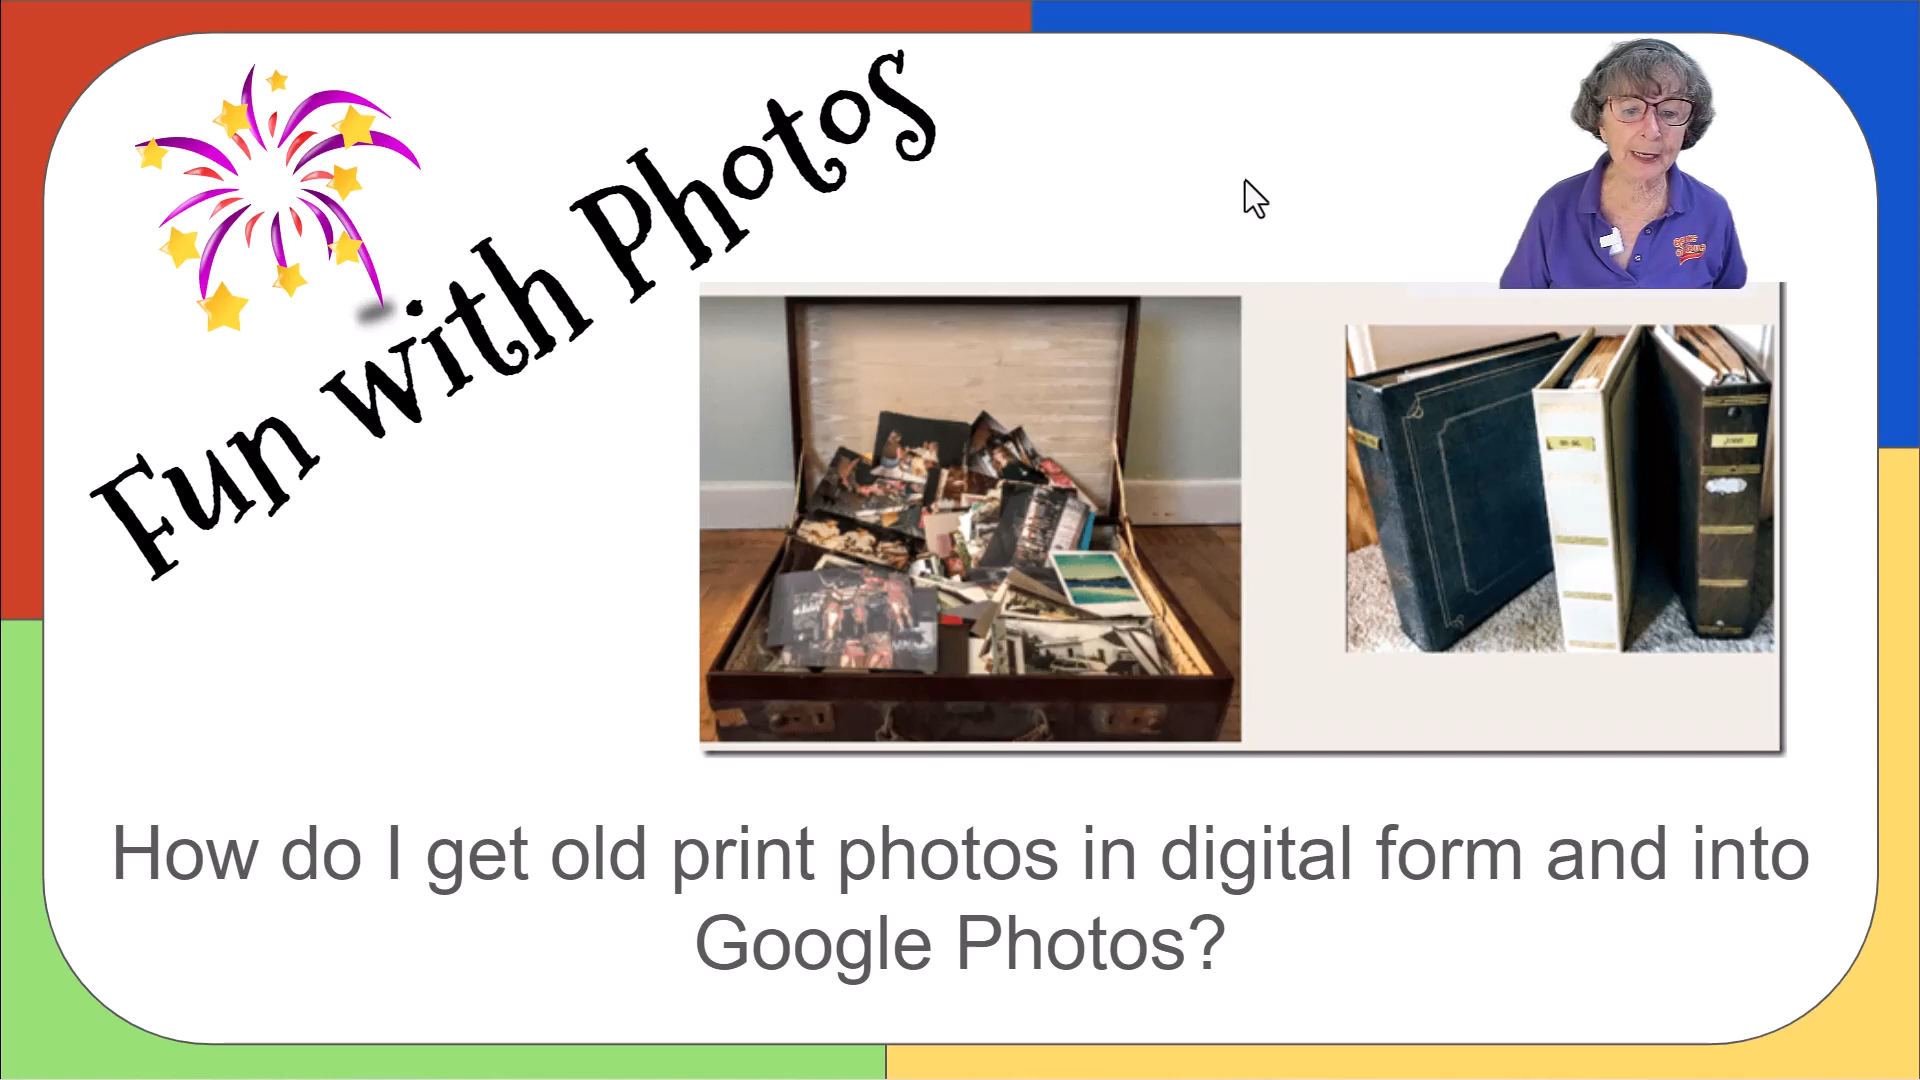 Fun with Photos
How do I get old print photos in digital form and into
Google Photos?